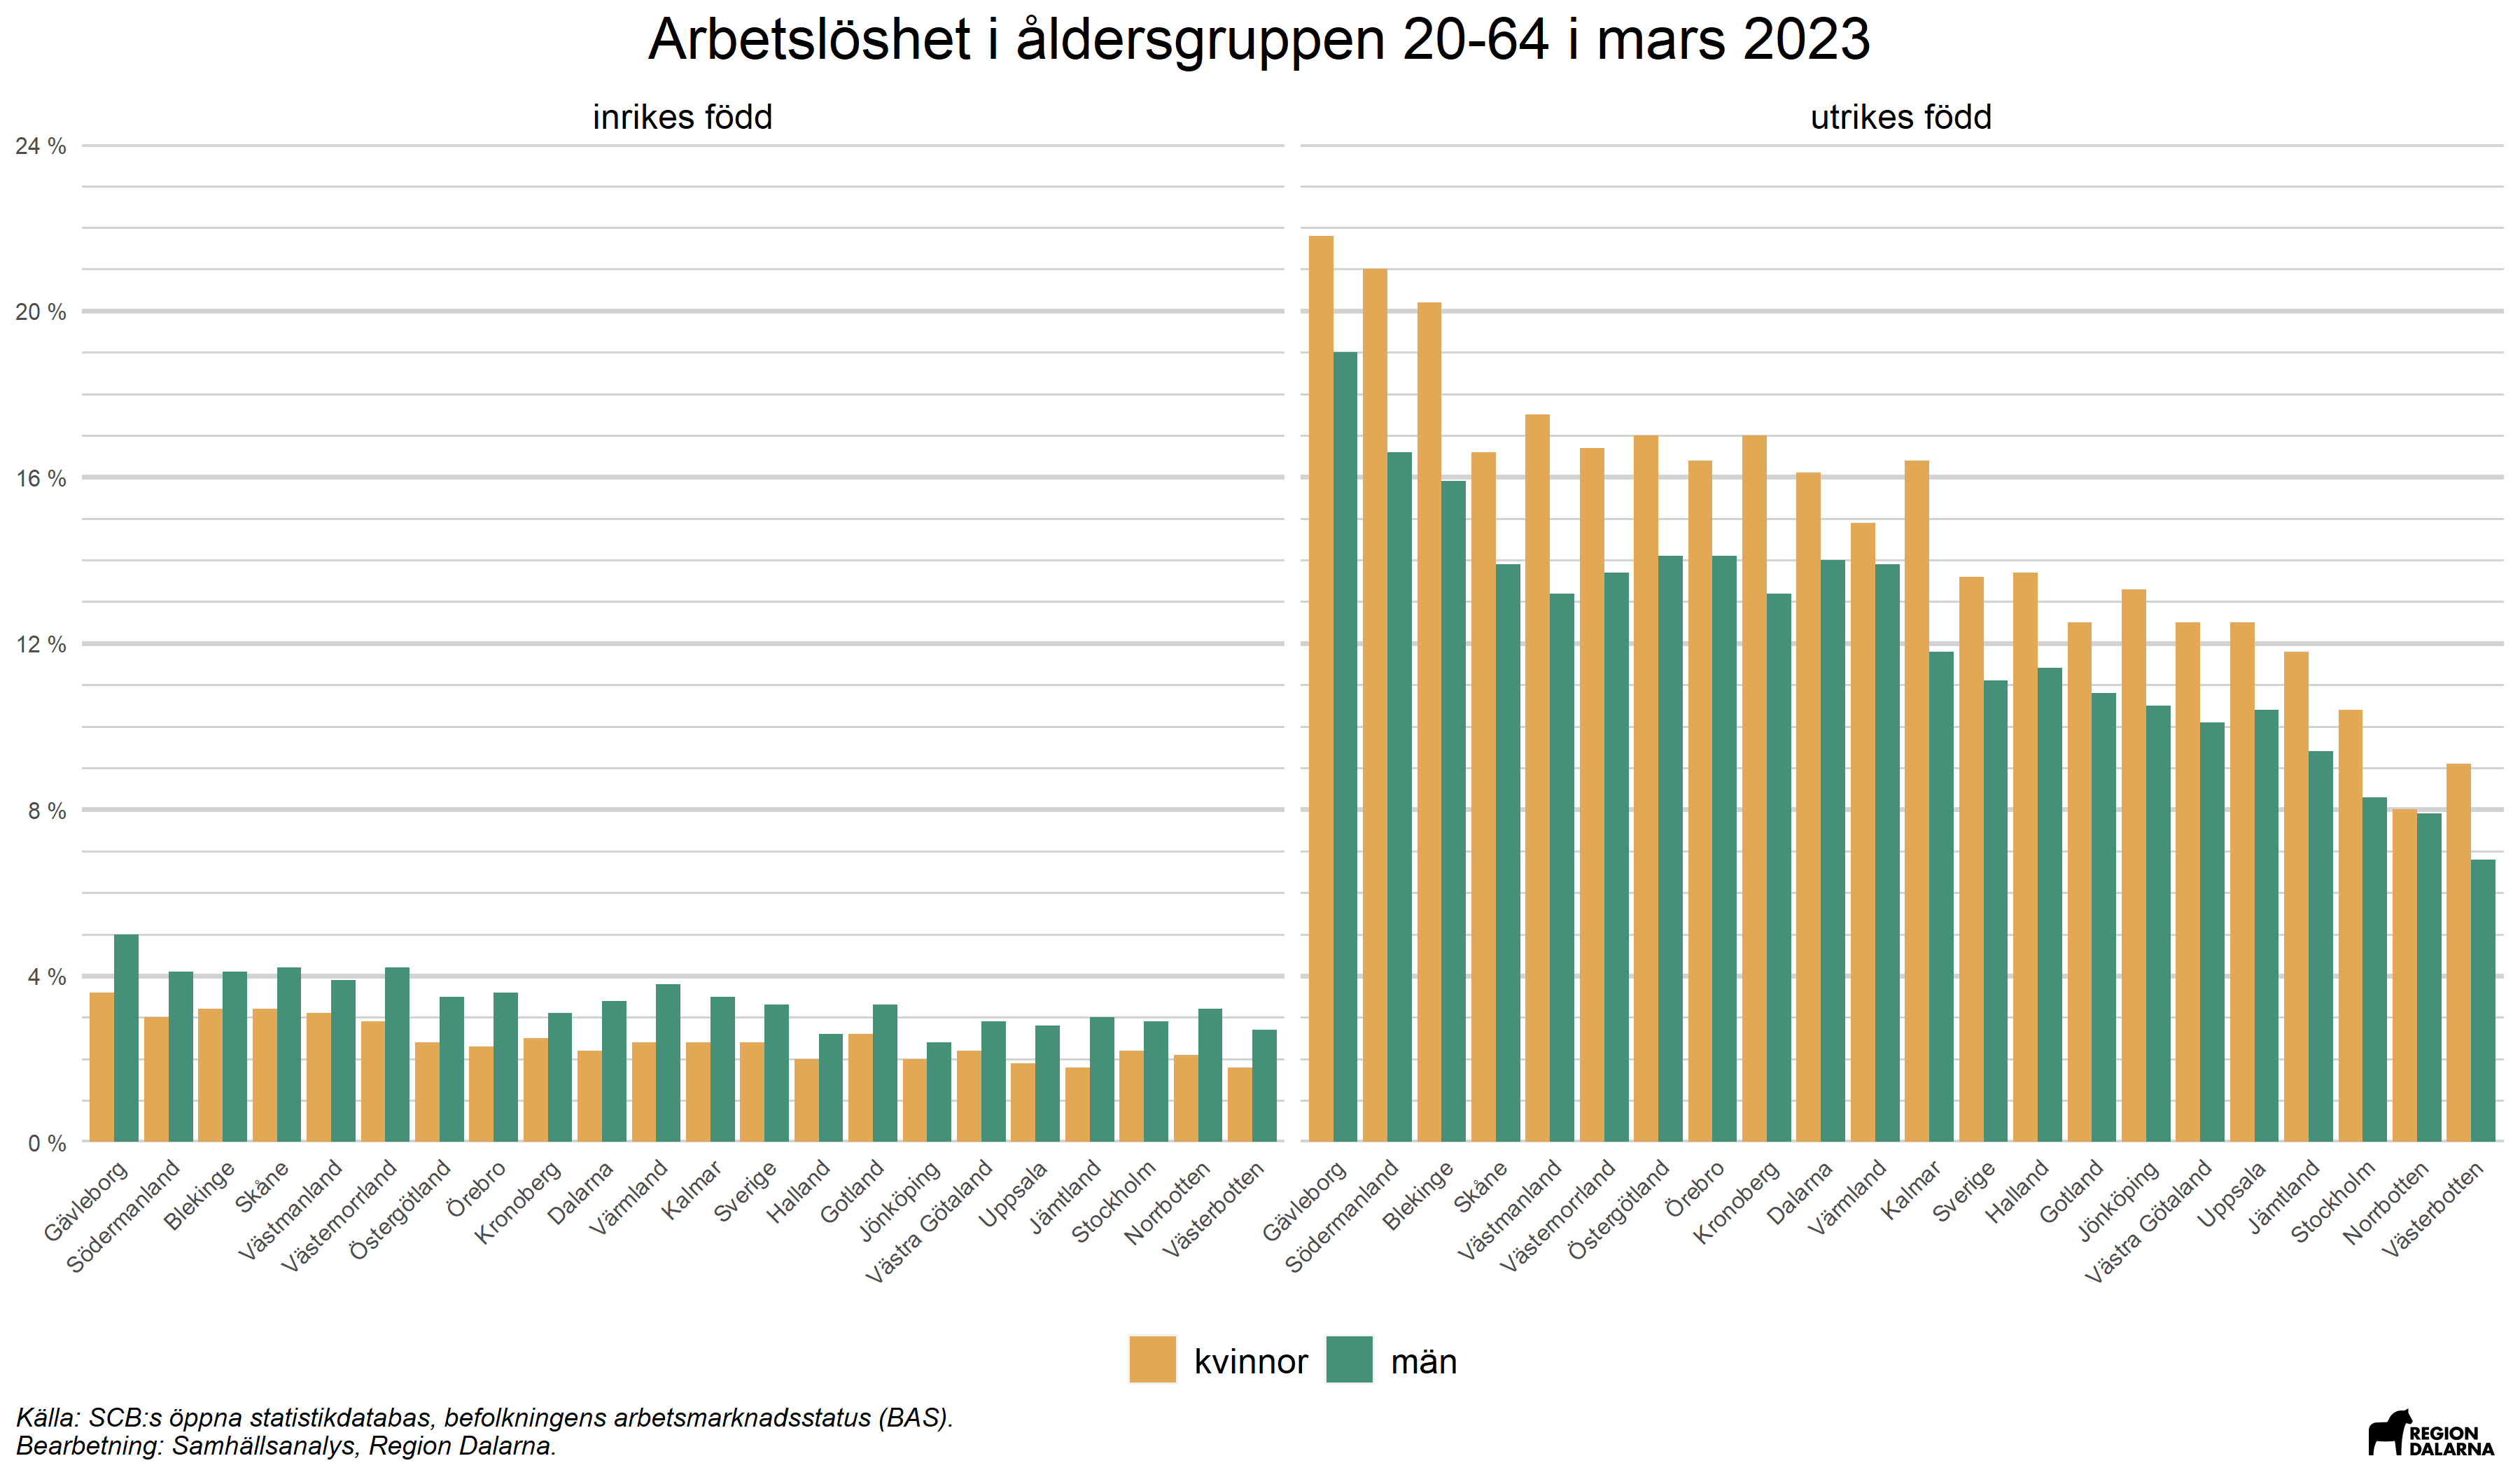 Arbetslöshet i åldersgruppen 20-64 i mars 2023
inrikes född
utrikes född
24 %
20 %
16 %
12 %
8 %
4 %
0 %
Gävleborg
Södermanland
Blekinge
Skåne
Västmanland
Västernorrland
Östergötland
Örebro
Kronoberg
Dalarna
Värmland
Kalmar
Sverige
Halland
Gotland
Jönköping
Västra Götaland
Uppsala
Jämtland
Stockholm
Norrbotten
Västerbotten
Gävleborg
Södermanland
Blekinge
Skåne
Västmanland
Västernorrland
Östergötland
Örebro
Kronoberg
Dalarna
Värmland
Kalmar
Sverige
Halland
Gotland
Jönköping
Västra Götaland
Uppsala
Jämtland
Stockholm
Norrbotten
Västerbotten
kvinnor
män
Källa: SCB:s öppna statistikdatabas, befolkningens arbetsmarknadsstatus (BAS).
Bearbetning: Samhällsanalys, Region Dalarna.
REGION
DALARNA